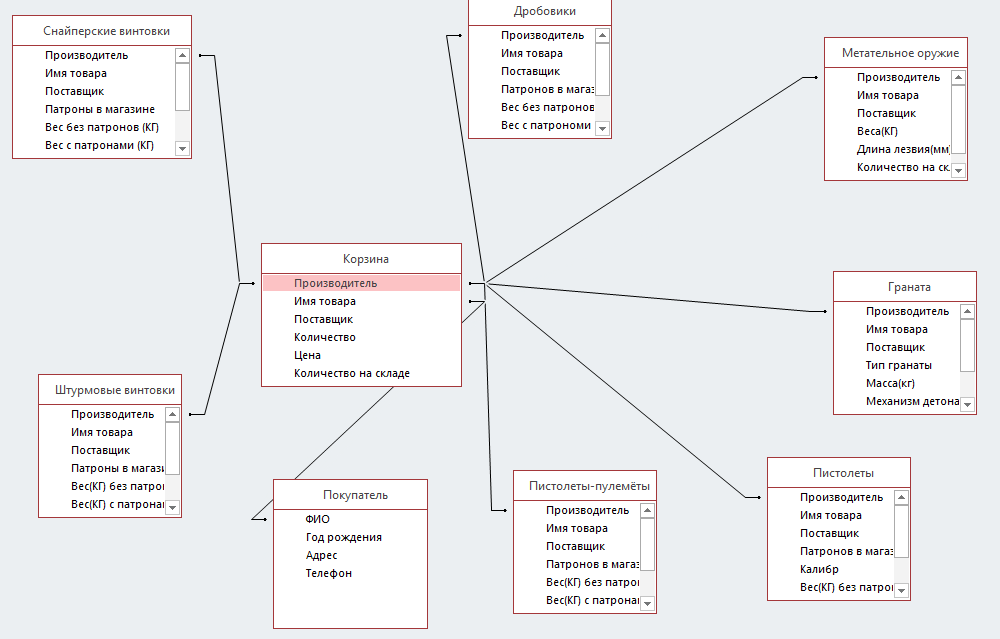 Снайперские винтовки
Производитель
Имя товара
Поставщик
Патроны в магазине
Вес без патронов (КГ)
Вес с патронами (КГ)
Дробовики
Производитель
Имя товара
Поставщик
Патронов в мага
Вес без патронов
Вес с патрономи
Метательное оружие
Производитель
Имя товара
Поставщик
Веса(КГ)
Длина лезвия(мм)
Количество на ск
Корзина
Производитель
Имя товара
Поставщик
Количество
Цена
Количество на складе
Граната
Производитель
Имя товара
Поставщик
Тип гранаты
Масса(кг)
Механизм детона
Штурмовые винтовки
Производитель
Имя товара
Поставщик
Патроны в магази
Вес(КГ) без патро
Вес(КГ) с патрона
Покупатель
ФИО
Год рождения
Адрес
Телефон
Пистолеты-пулемёты
Производитель
Имя товара
Поставщик
Патронов в магаз
Вес(КГ) без патро
Вес(КГ) с патрона
Пистолеты
Производитель
Имя товара
Поставщик
Патронов в магаз
Калибр
Вес(КГ) без патро